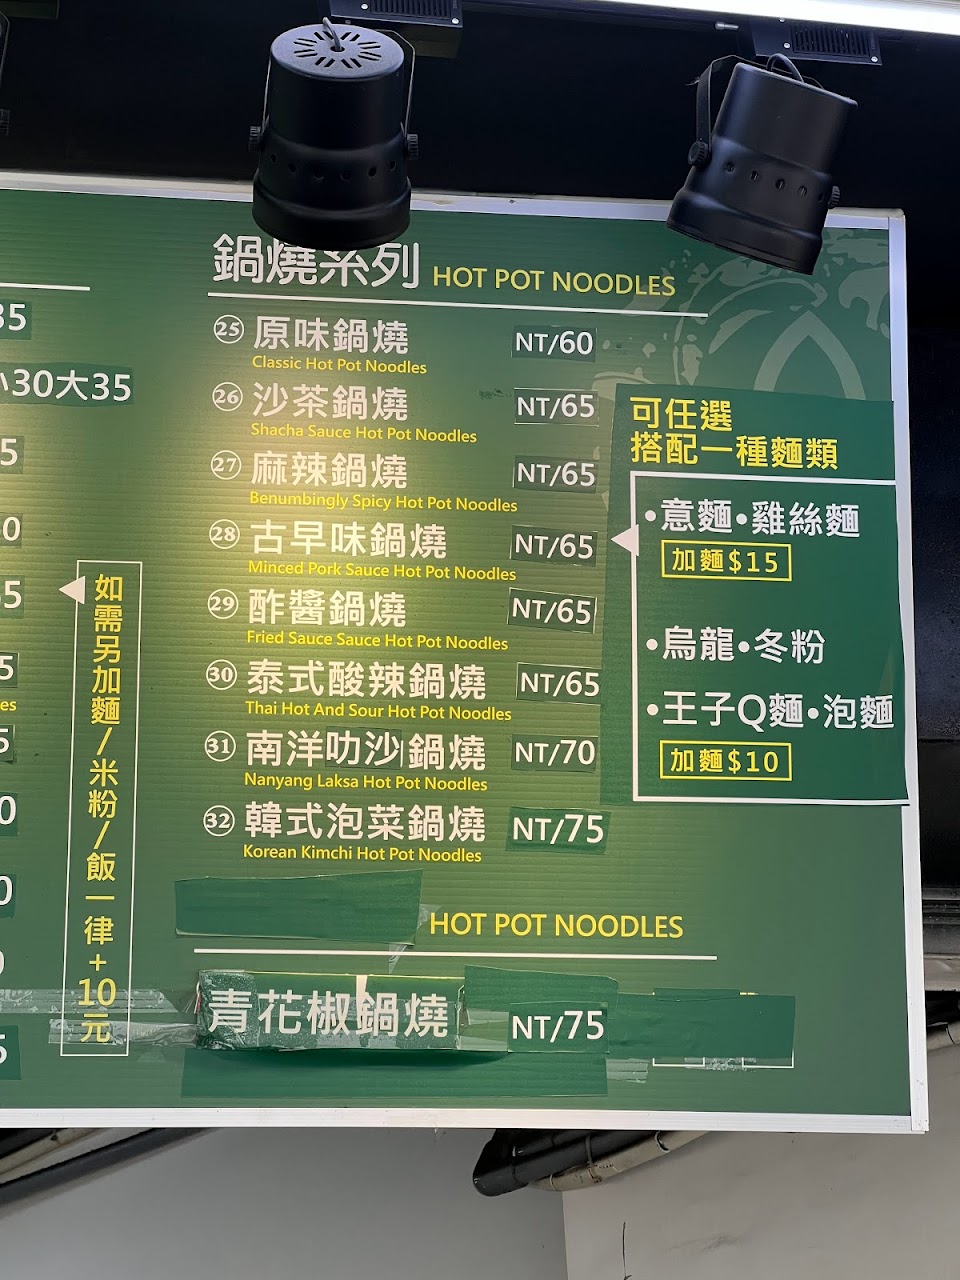 鍋燒系列 HOT POT NOODLES
25 原味鍋燒 NT/60
Classic Hot Pot Noodles
26 沙茶鍋燒 NT/65
Shacha Sauce Hot Pot Noodles
27 麻辣鍋燒 NT/65
Benumbingly Spicy Hot Pot Noodles
28 古早味鍋燒 NT/65
Minced Pork Sauce Hot Pot Noodles
29 酢醬鍋燒 NT/65
Fried Sauce Sauce Hot Pot Noodles
30 泰式酸辣鍋燒 NT/65
Thai Hot And Sour Hot Pot Noodles
31 南洋叻沙鍋燒 NT/70
Nanyang Laksa Hot Pot Noodles
32 韓式泡菜鍋燒 NT/75
Korean Kimchi Hot Pot Noodles
HOT POT NOODLES
青花椒鍋燒 NT/75
可任選
搭配一種麵類
•意麵•雞絲麵
加麵$15
•烏龍•冬粉
•王子Q麵•泡麵
加麵$10
如需另加麵/米粉/飯一律+10元
35
小30大35